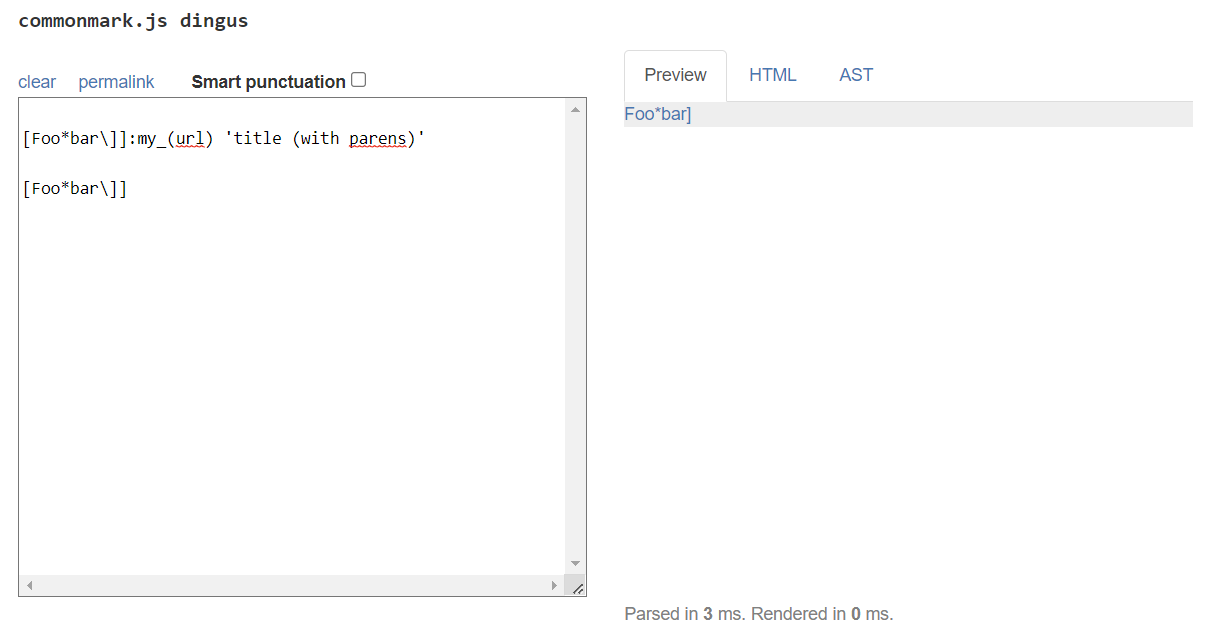 commonmark.js dingus
clear permalink Smart punctuation
Preview HTML AST
[Foo*bar\]]:my_(url) 'title (with parens)'
[Foo*bar\]]
Foo*bar]
Parsed in 3 ms. Rendered in 0 ms.